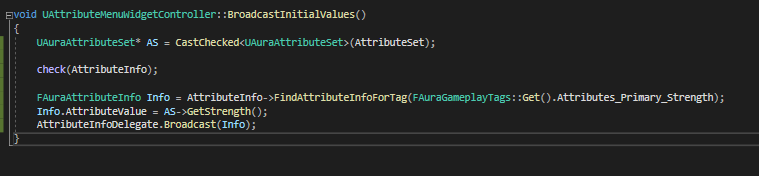 void UAttributeMenuWidgetController::BroadcastInitialValues()
{
UAuraAttributeSet* AS = CastChecked<UAuraAttributeSet>(AttributeSet);
check(AttributeInfo);
FAuraAttributeInfo Info = AttributeInfo->FindAttributeInfoForTag(FAuraGameplayTags::Get().Attributes_Primary_Strength);
Info.AttributeValue = AS->GetStrength();
AttributeInfoDelegate.Broadcast(Info);
}